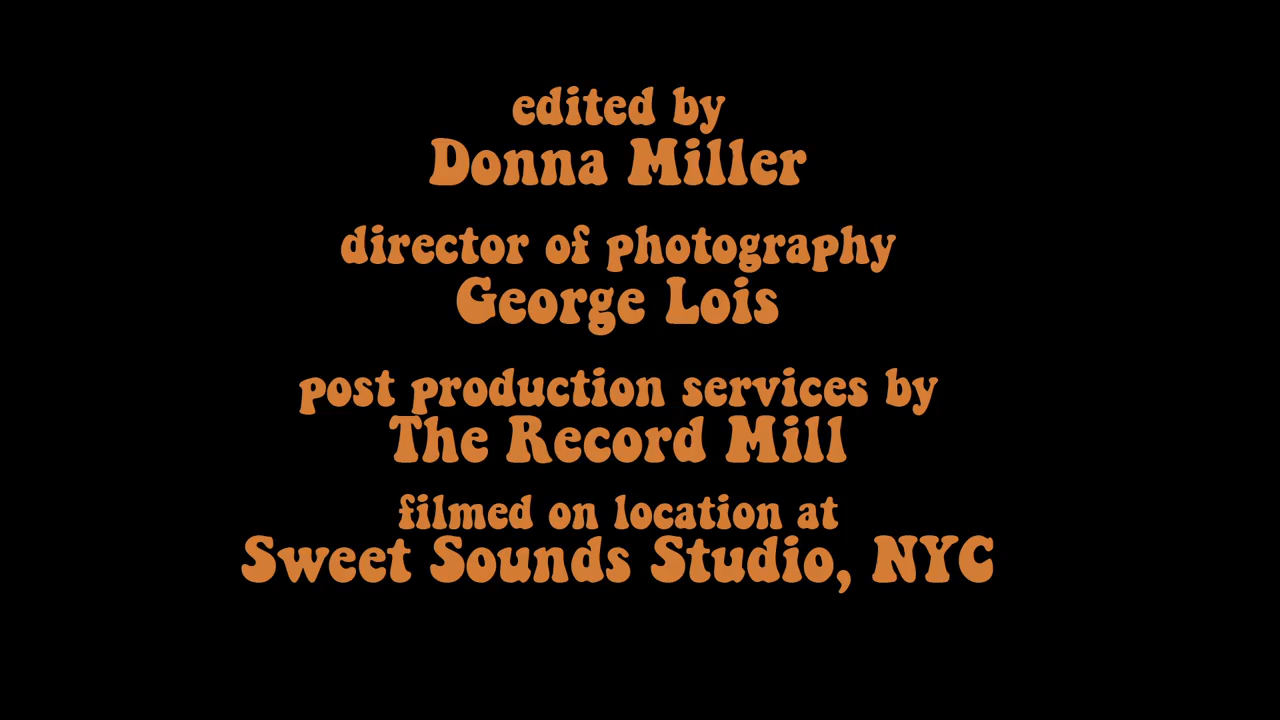 edited by
Donna Miller
director of photography
George Lois
post production services by
The Record Mill
filmed on location at
Sweet Sounds Studio, NYC